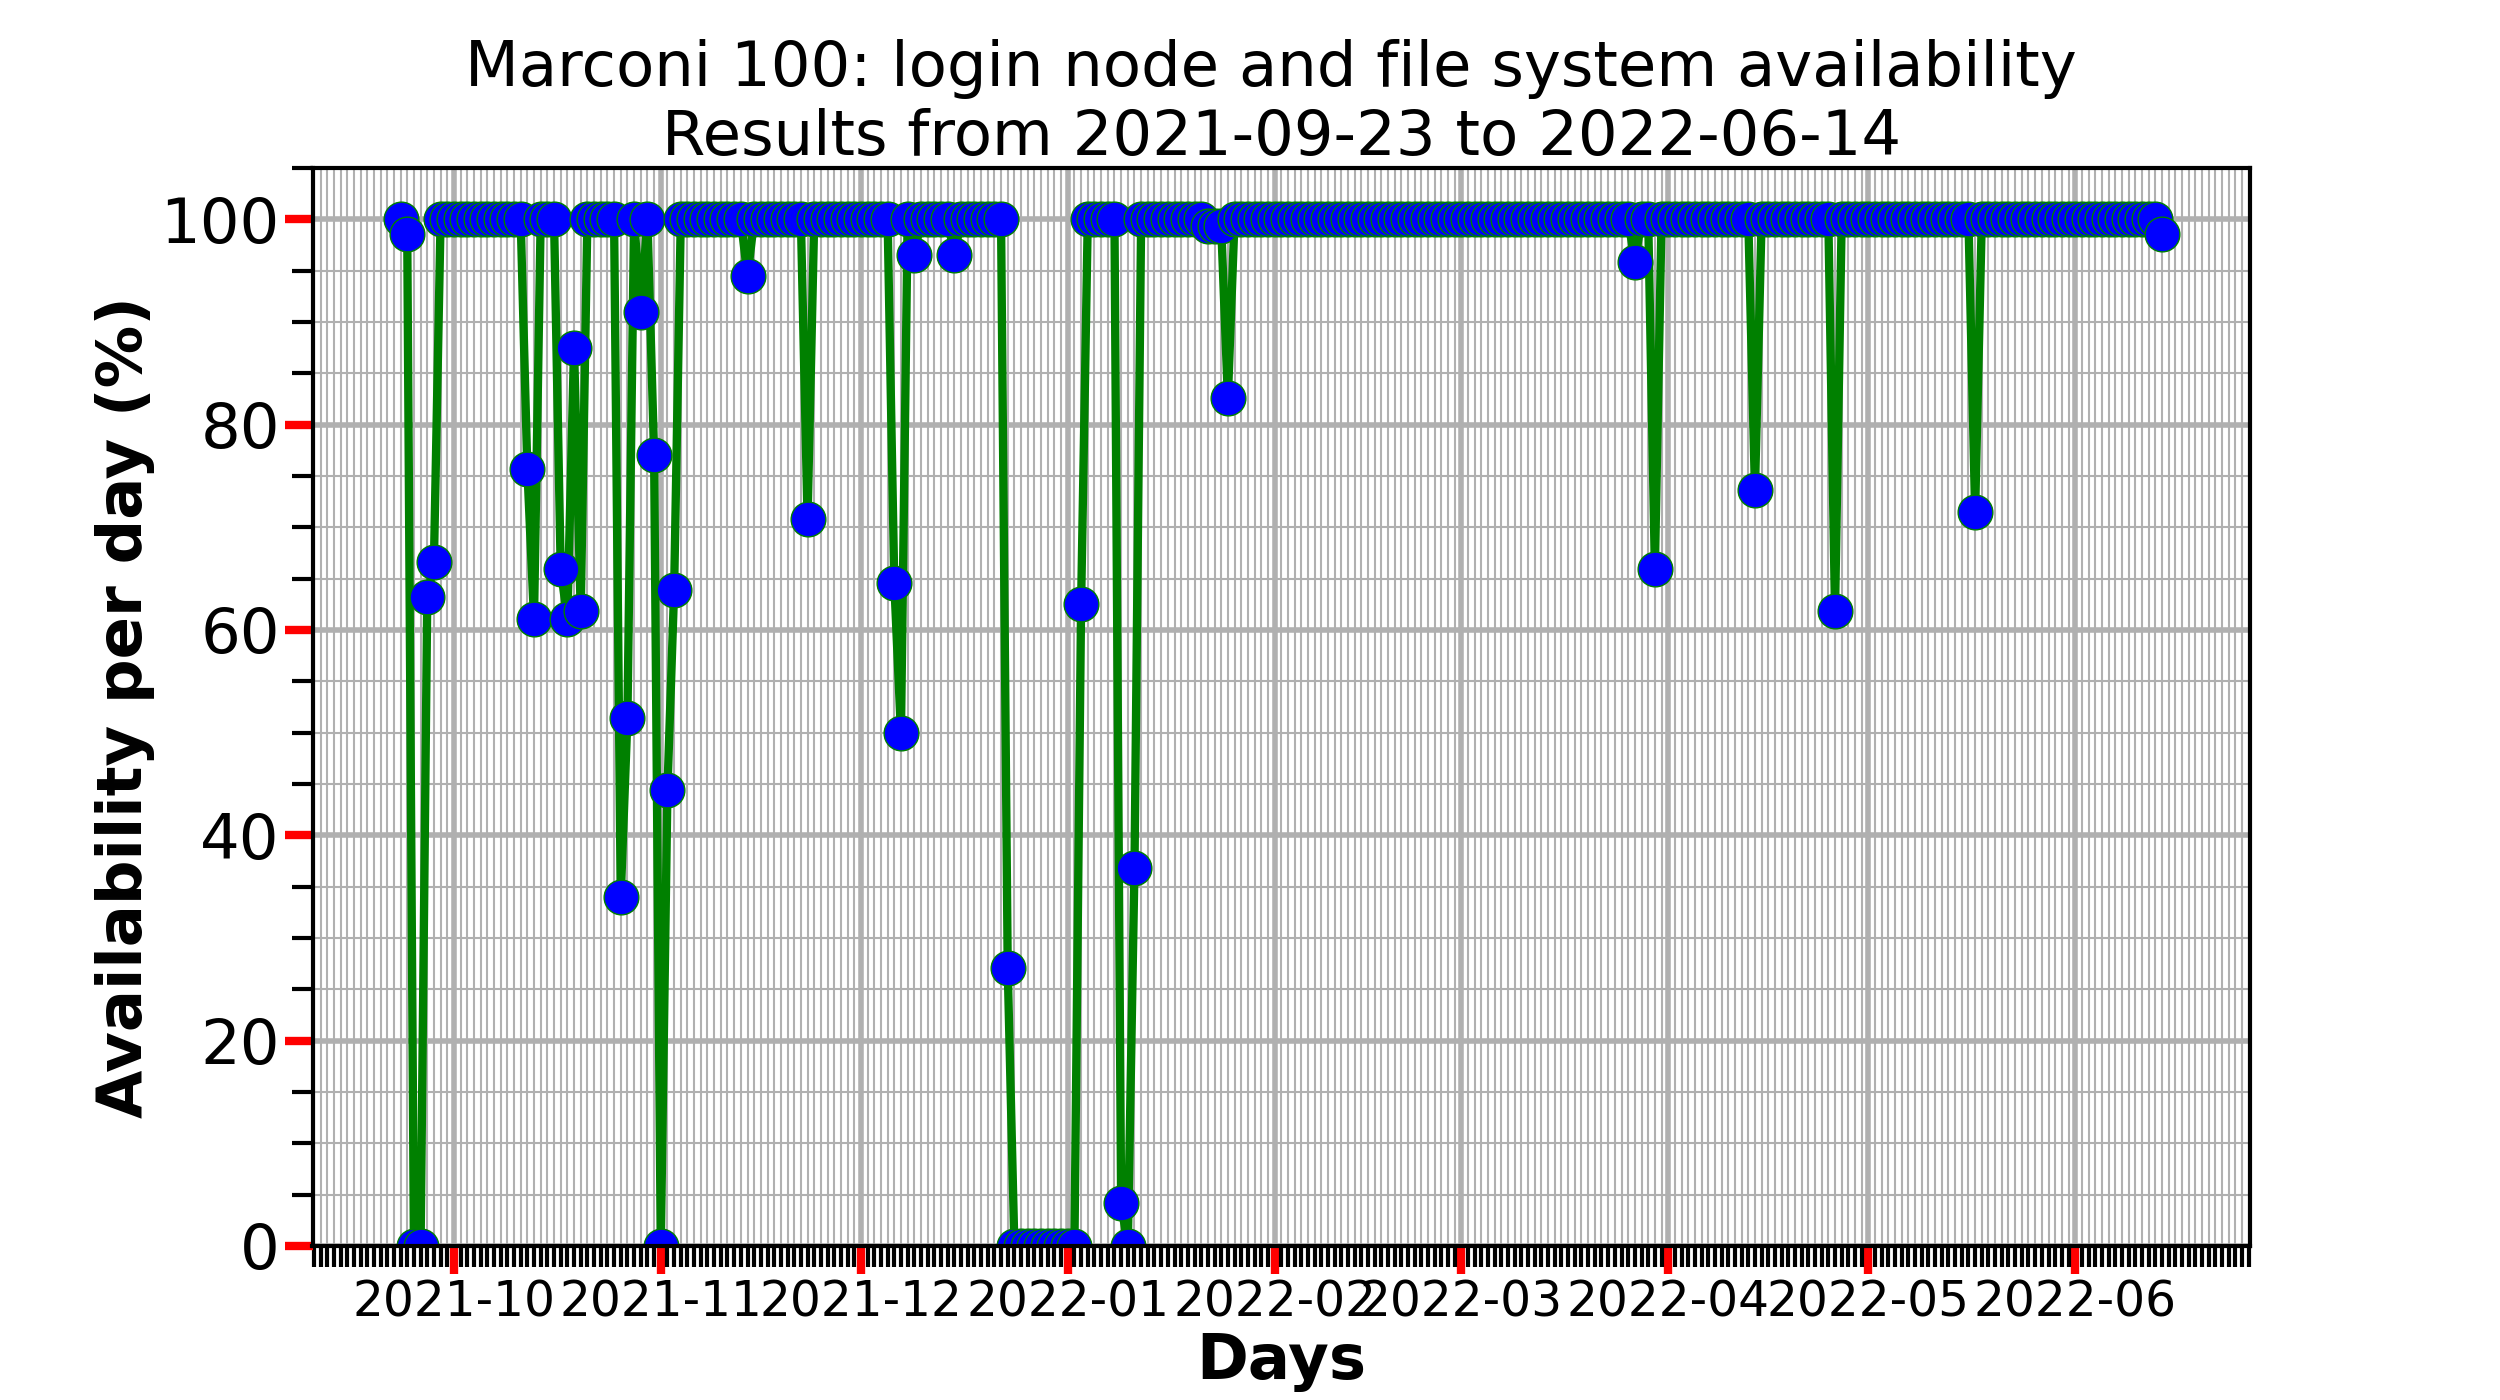 Marconi 100: login node and file system availability
Results from 2021-09-23 to 2022-06-14
Availability per day (%)
100
80
60
40
20
0
2021-10 2021-11 2021-12 2022-01 2022-02 2022-03 2022-04 2022-05 2022-06
Days